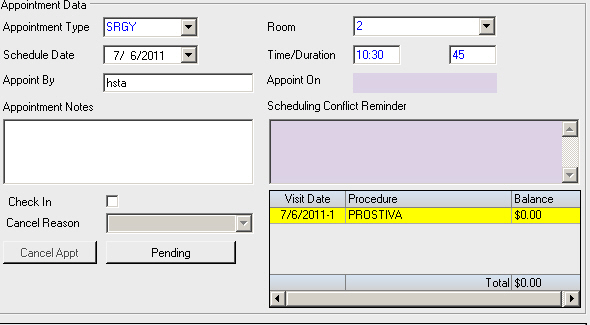 Appointment Data
Appointment Type SRGY Room 2
Schedule Date 7/ 6/2011 Time/Duration 10:30 45
Appoint By hsta Appoint On
Appointment Notes Scheduling Conflict Reminder
Check In
Visit Date Procedure Balance
7/6/2011-1 PROSTIVA $0.00
Cancel Reason
Cancel Appt Pending
Total $0.00